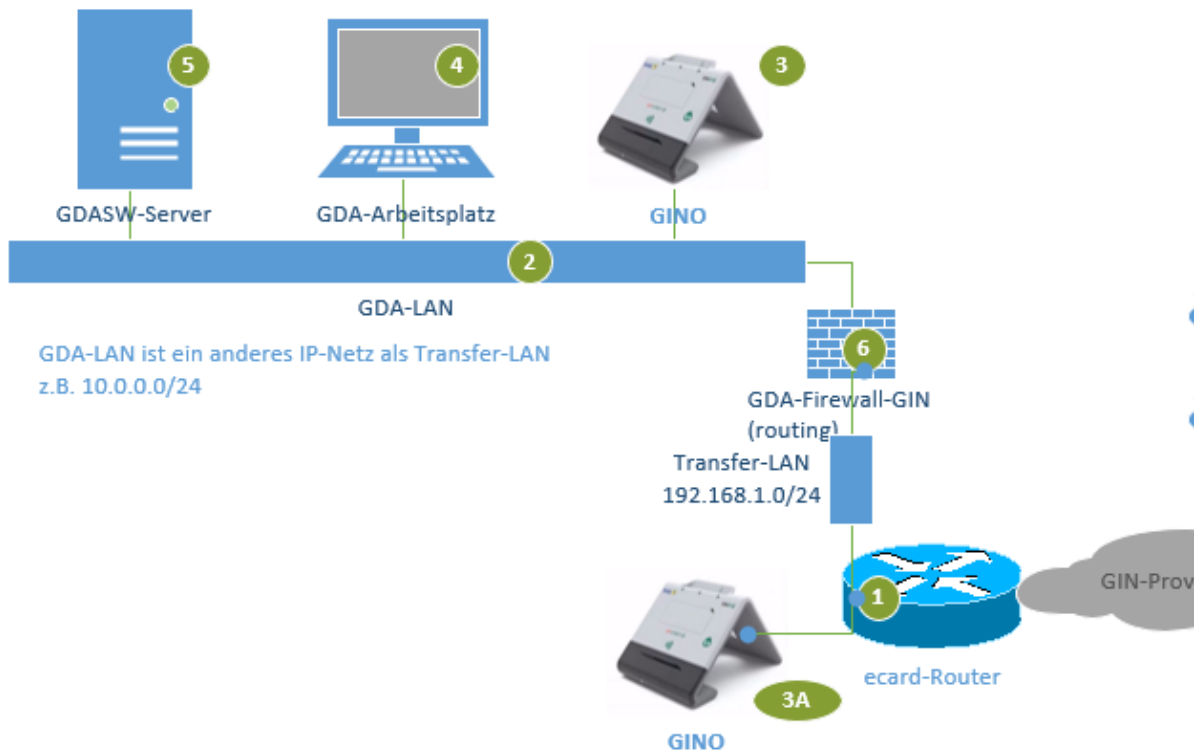 5
4
3
GDASW-Server
GDA-Arbeitsplatz
GINO
2
GDA-LAN
GDA-LAN ist ein anderes IP-Netz als Transfer-LAN
z.B. 10.0.0.0/24
6
GDA-Firewall-GIN
(routing)
Transfer-LAN
192.168.1.0/24
1
GIN-Prov
ecard-Router
3A
GINO